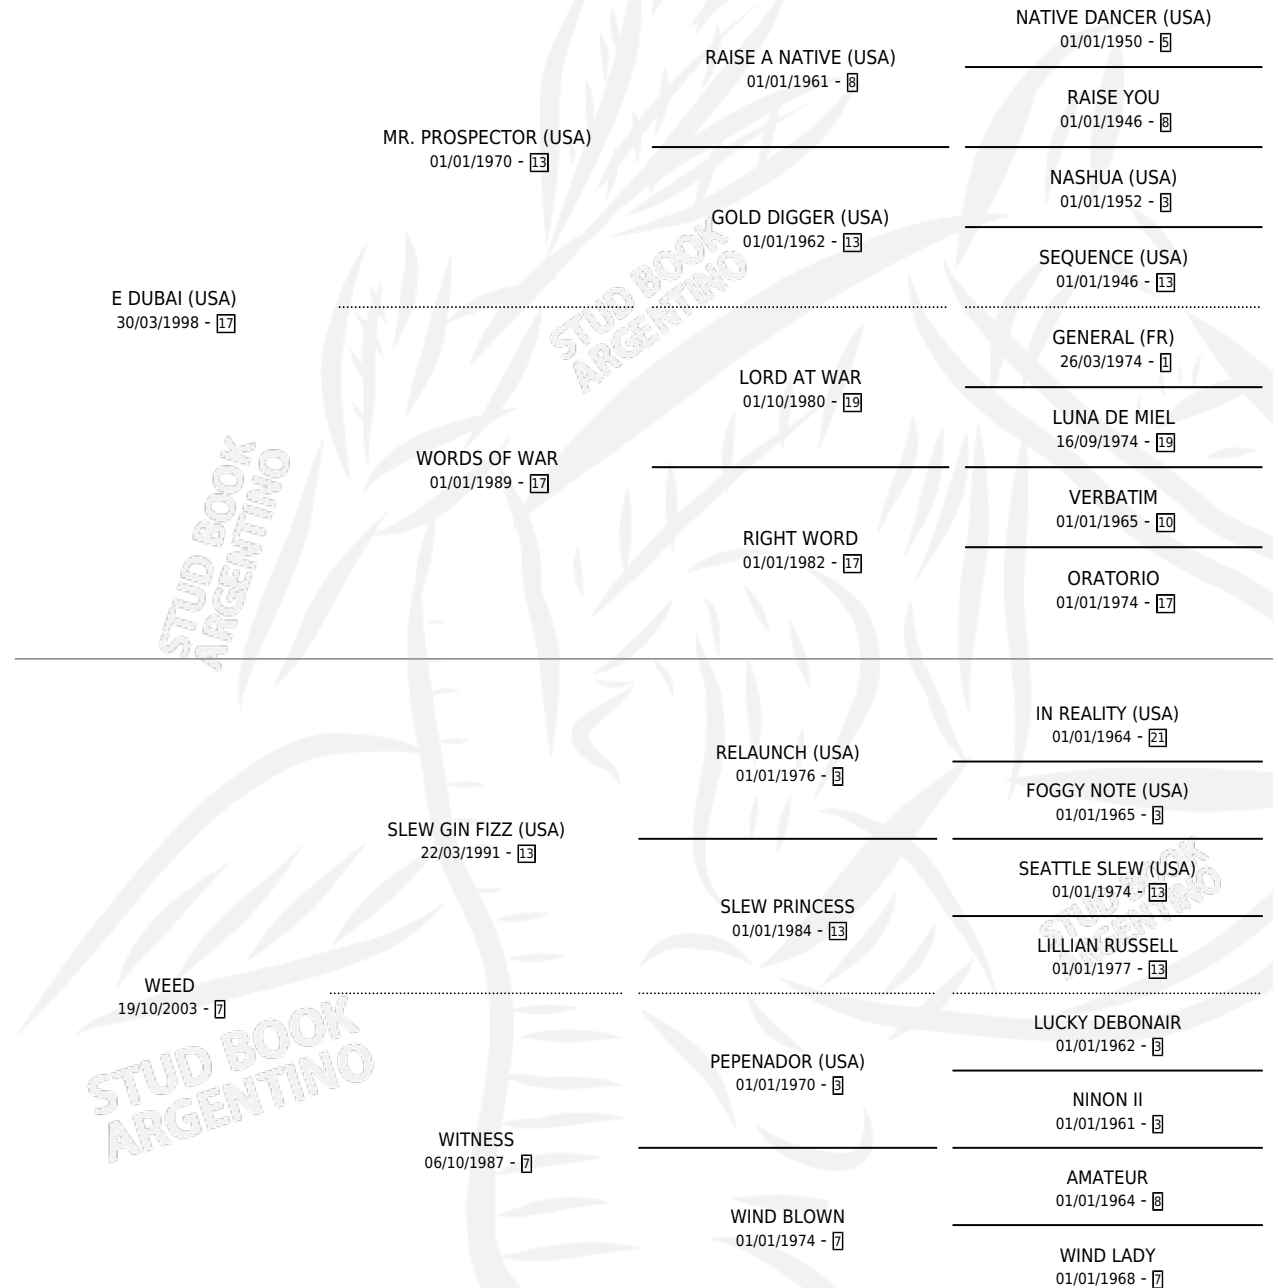 NATIVE DANCER (USA)
01/01/1950 - 5
RAISE A NATIVE (USA)
01/01/1961 - 8
RAISE YOU
01/01/1946 - 8
MR. PROSPECTOR (USA)
01/01/1970 - 13
NASHUA (USA)
01/01/1952 - 3
GOLD DIGGER (USA)
01/01/1962 - 13
SEQUENCE (USA)
01/01/1946 - 13
E DUBAI (USA)
30/03/1998 - 17
GENERAL (FR)
26/03/1974 - 1
LORD AT WAR
01/10/1980 - 19
LUNA DE MIEL
16/09/1974 - 19
WORDS OF WAR
01/01/1989 - 17
VERBATIM
01/01/1965 - 10
RIGHT WORD
01/01/1982 - 17
ORATORIO
01/01/1974 - 17
IN REALITY (USA)
01/01/1964 - 21
RELAUNCH (USA)
01/01/1976 - 3
FOGGY NOTE (USA)
01/01/1965 - 3
SLEW GIN FIZZ (USA)
22/03/1991 - 13
SEATTLE SLEW (USA)
01/01/1974 - 13
SLEW PRINCESS
01/01/1984 - 13
LILLIAN RUSSELL
01/01/1977 - 13
WEED
19/10/2003 - 7
LUCKY DEBONAIR
01/01/1962 - 3
PEPENADOR (USA)
01/01/1970 - 3
NINON II
01/01/1961 - 3
WITNESS
06/10/1987 - 7
AMATEUR
01/01/1964 - 8
WIND BLOWN
01/01/1974 - 7
WIND LADY
01/01/1968 - 7
STUD BOOK
ARGENTINO
STUD BOOK
ARGENTINO
STUD BOOK
ARGENTINO
STUD BOOK
ARGENTINO